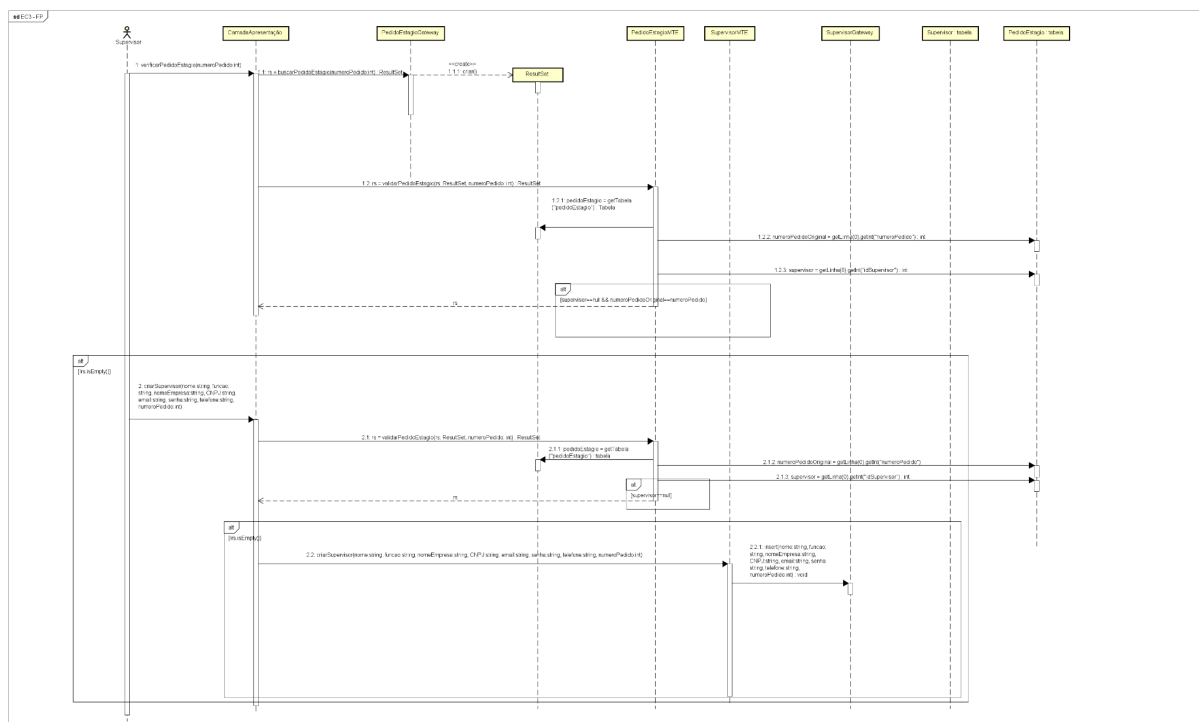 sd EC3 - FP
Supervisor
CamadaApresentação
PedidoEstagioGateway
PedidoEstagioMTE
SupervisorMTE
SupervisorGateway
Supervisor : tabela
PedidoEstagio : tabela
1: verificarPedidoEstagio(numeroPedido:int)
1.1: rs = buscarPedidoEstagio(numeroPedido:int) : ResultSet
<<create>>
1.1.1: criar()
ResultSet
1.2: rs = validarPedidoEstagio(rs: ResultSet, numeroPedido: int) : ResultSet
1.2.1: pedidoEstagio = getTabela
("pedidoEstagio") : Tabela
1.2.2: numeroPedidoOriginal = getLinha(0).getInt("numeroPedido") : int
1.2.3: supervisor = getLinha(0).getInt("idSupervisor") : int
alt
[supervisor==null && numeroPedidoOriginal==numeroPedido]
rs
alt
[!rs.isEmpty()]
2: criarSupervisor(nome:string, funcao:
string, nomeEmpresa:string, CNPJ:string,
email:string, senha:string, telefone:string,
numeroPedido:int)
2.1: rs = validarPedidoEstagio(rs: ResultSet, numeroPedido: int) : ResultSet
2.1.1: pedidoEstagio = getTabela
("pedidoEstagio") : tabela
2.1.2: numeroPedidoOriginal = getLinha(0).getInt("numeroPedido")
2.1.3: supervisor = getLinha(0).getInt("idSupervisor") : int
alt
[supervisor==null]
rs
alt
[!rs.isEmpty()]
2.2: criarSupervisor(nome:string, funcao:string, nomeEmpresa:string, CNPJ:string, email:string, senha:string, telefone:string, numeroPedido:int)
2.2.1: insert(nome:string, funcao:
string, nomeEmpresa:string,
CNPJ:string, email:string, senha:
string, telefone:string,
numeroPedido:int) : void